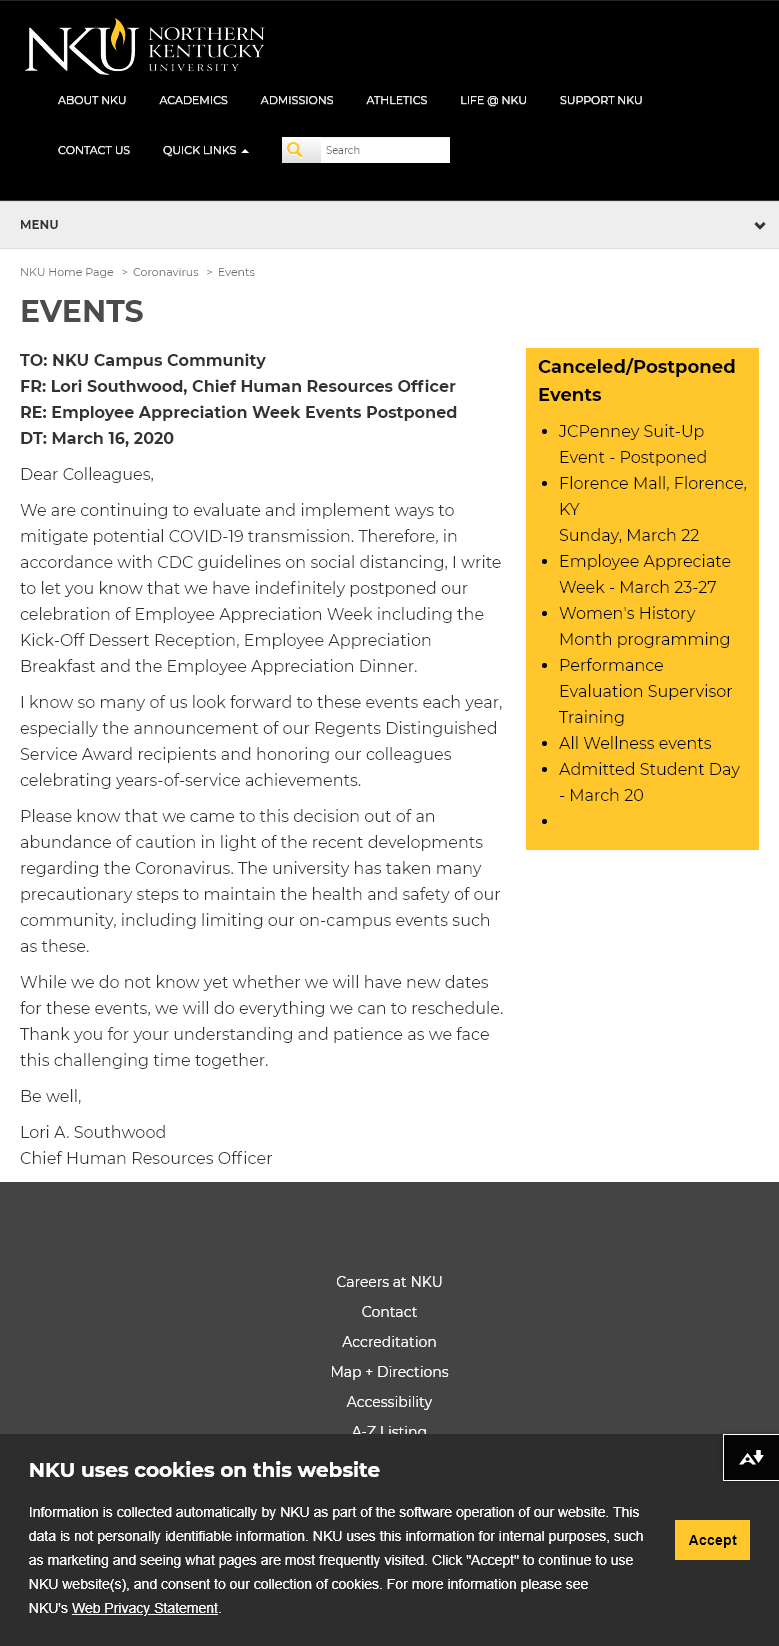 NKU NORTHERN
KENTUCKY
UNIVERSITY
ABOUT NKU ACADEMICS ADMISSIONS ATHLETICS LIFE @ NKU SUPPORT NKU
CONTACT US QUICK LINKS Search
MENU
NKU Home Page > Coronavirus > Events
EVENTS
TO: NKU Campus Community
FR: Lori Southwood, Chief Human Resources Officer
RE: Employee Appreciation Week Events Postponed
DT: March 16, 2020
Dear Colleagues,
We are continuing to evaluate and implement ways to
mitigate potential COVID-19 transmission. Therefore, in
accordance with CDC guidelines on social distancing, I write
to let you know that we have indefinitely postponed our
celebration of Employee Appreciation Week including the
Kick-Off Dessert Reception, Employee Appreciation
Breakfast and the Employee Appreciation Dinner.
I know so many of us look forward to these events each year,
especially the announcement of our Regents Distinguished
Service Award recipients and honoring our colleagues
celebrating years-of-service achievements.
Please know that we came to this decision out of an
abundance of caution in light of the recent developments
regarding the Coronavirus. The university has taken many
precautionary steps to maintain the health and safety of our
community, including limiting our on-campus events such
as these.
While we do not know yet whether we will have new dates
for these events, we will do everything we can to reschedule.
Thank you for your understanding and patience as we face
this challenging time together.
Be well,
Lori A. Southwood
Chief Human Resources Officer
Canceled/Postponed
Events
• JCPenney Suit-Up
Event - Postponed
• Florence Mall, Florence,
KY
Sunday, March 22
• Employee Appreciate
Week - March 23-27
• Women's History
Month programming
• Performance
Evaluation Supervisor
Training
• All Wellness events
• Admitted Student Day
- March 20
•
Careers at NKU
Contact
Accreditation
Map + Directions
Accessibility
A-Z Listing
NKU uses cookies on this website
Information is collected automatically by NKU as part of the software operation of our website. This
data is not personally identifiable information. NKU uses this information for internal purposes, such
as marketing and seeing what pages are most frequently visited. Click "Accept" to continue to use
NKU website(s), and consent to our collection of cookies. For more information please see
NKU's Web Privacy Statement.
Accept